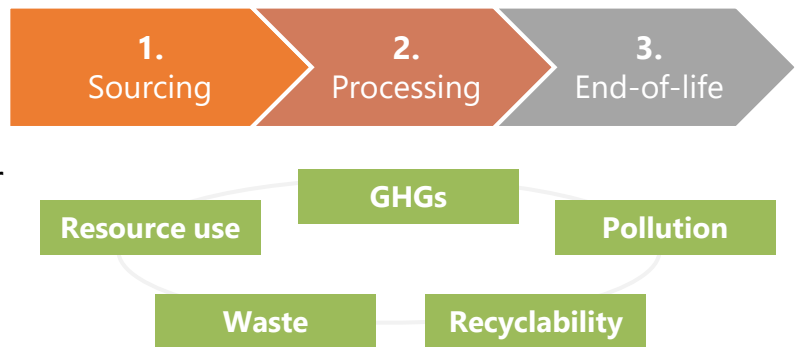 1.
Sourcing
2.
Processing
3.
End-of-life
GHGs
Resource use
Pollution
Waste
Recyclability